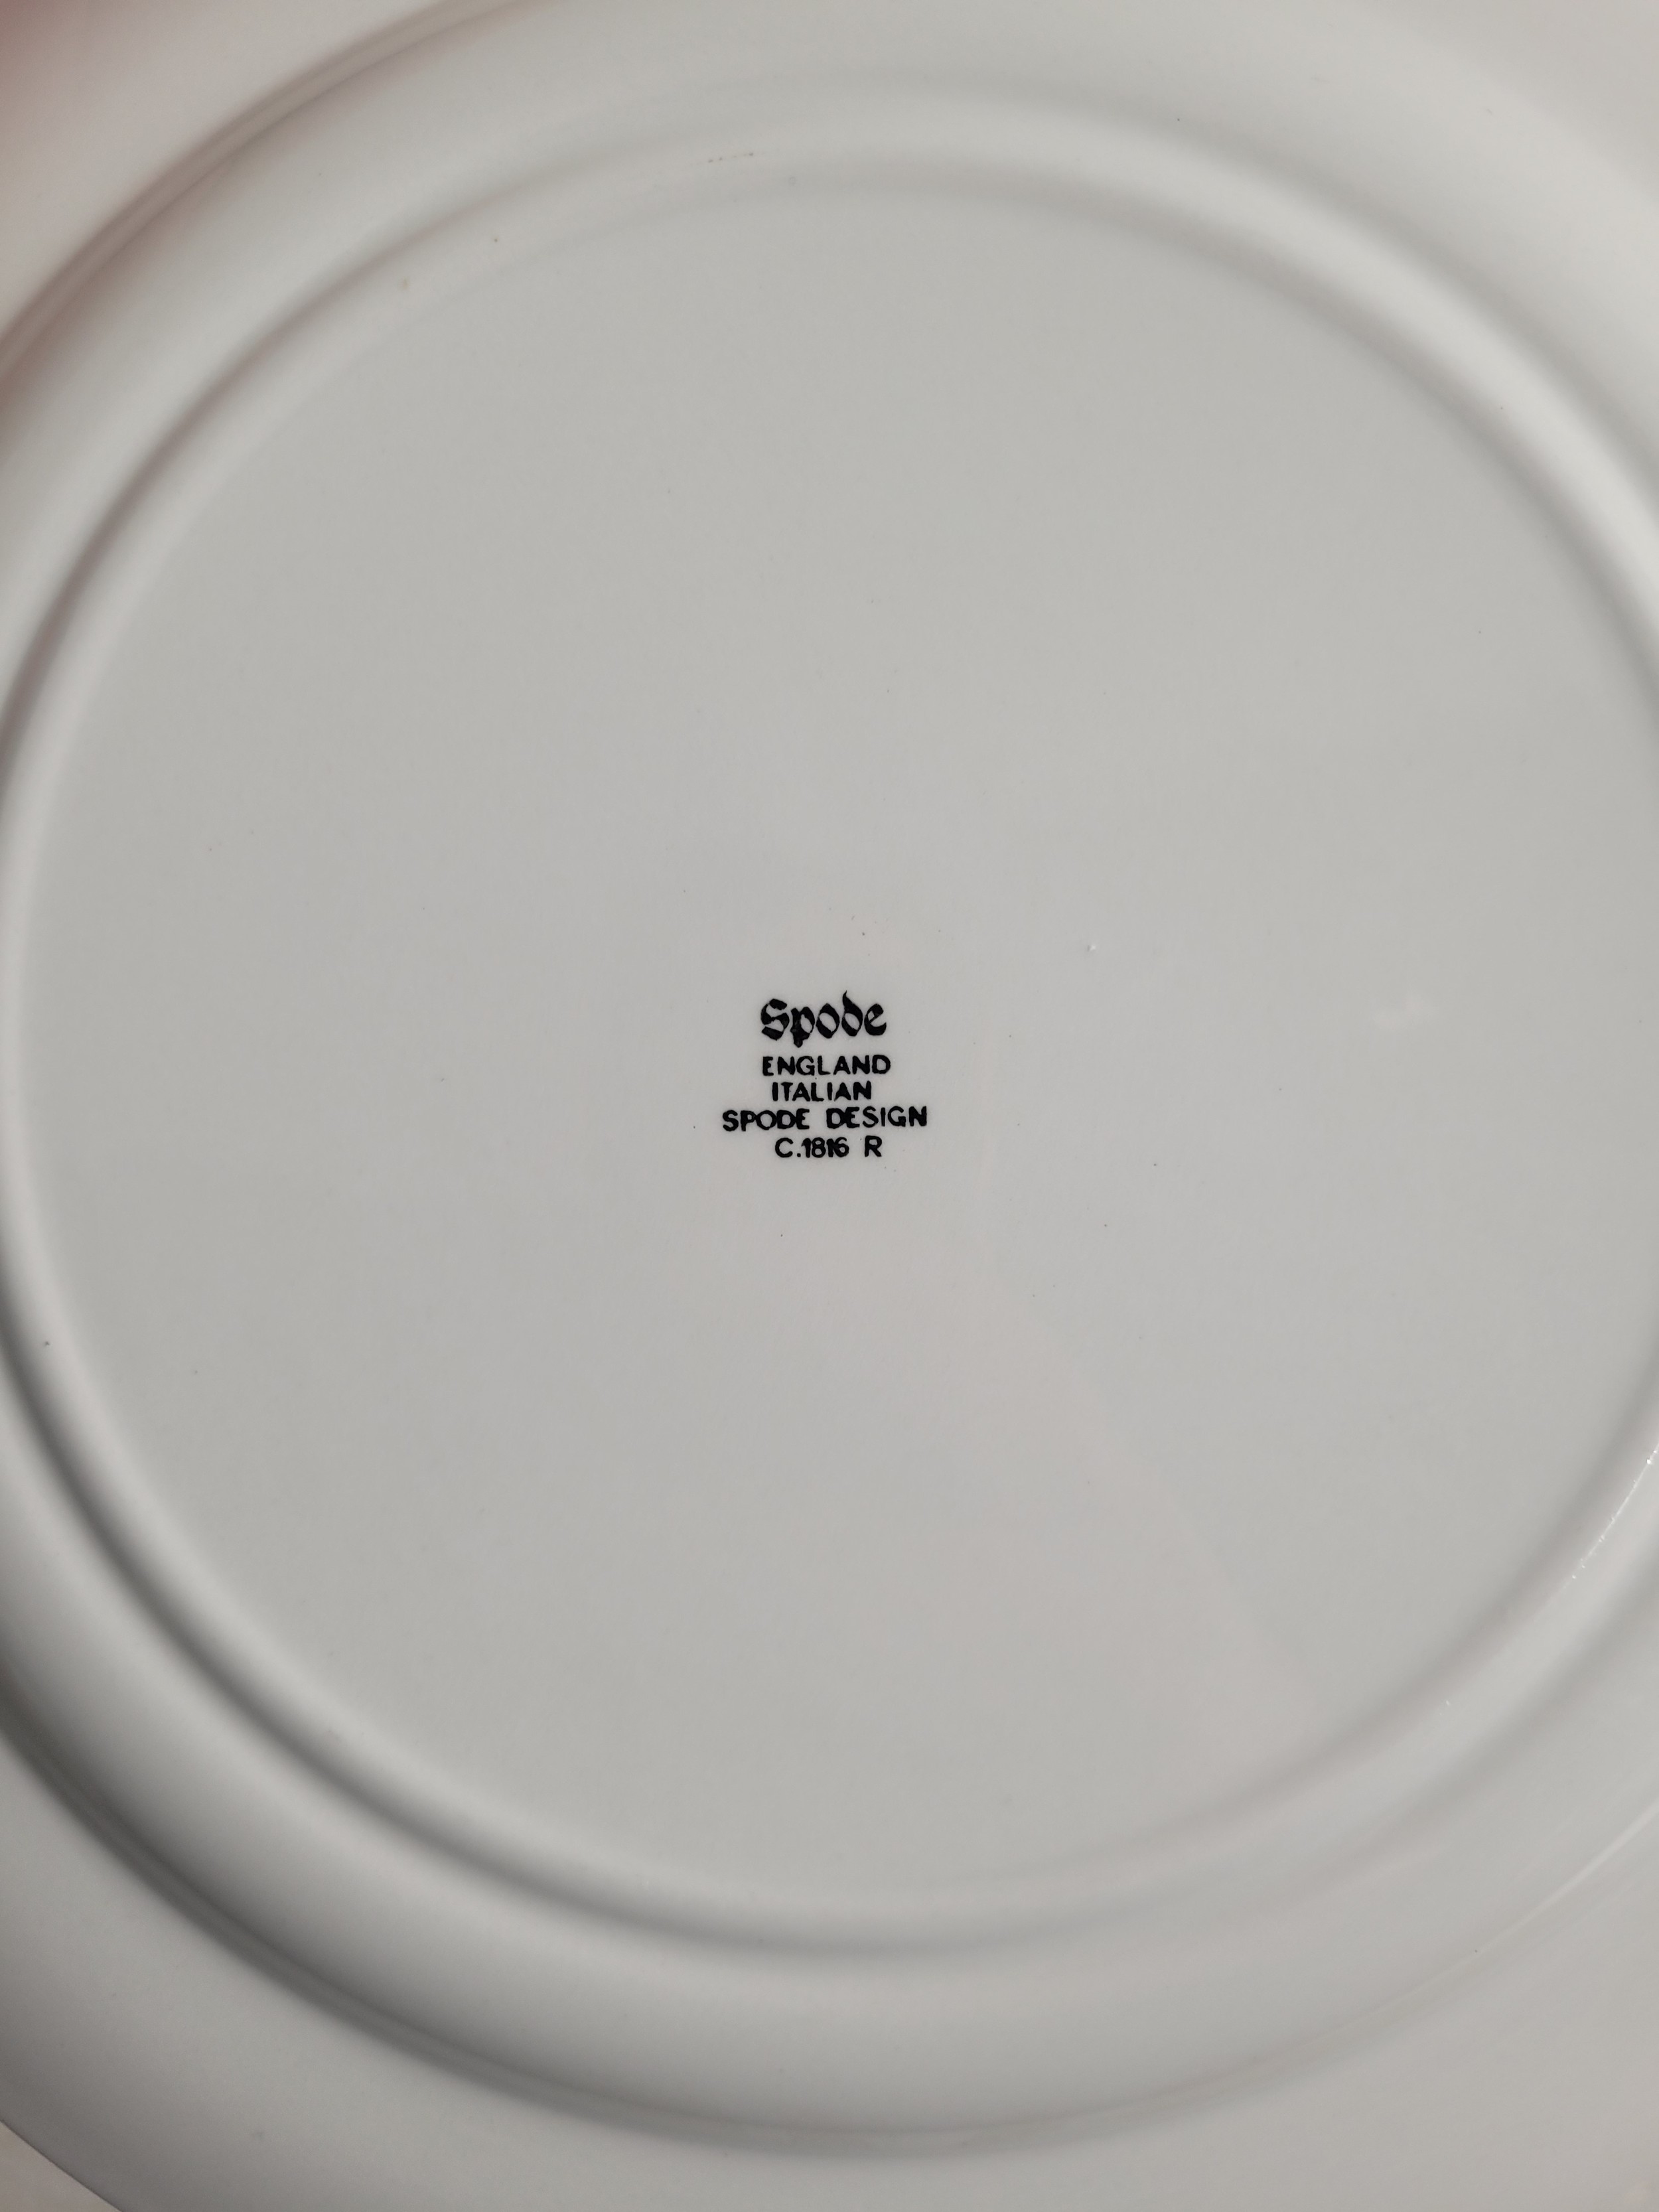 Spode
ENGLAND
ITALIAN
SPODE DESIGN
C.1816 R